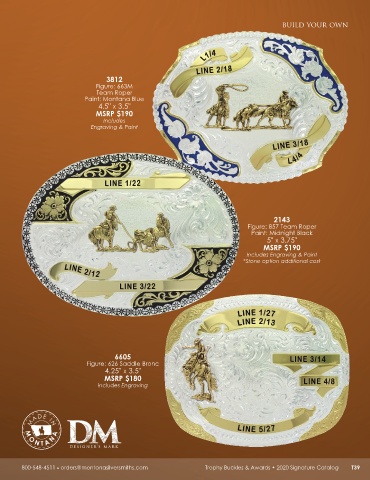 BUILD YOUR OWN
L1/4
LINE 2/18
3812
Figure: 663M
Team Roper
Paint: Montana Blue
4.5" x 3.5"
MSRP $190
Includes
Engraving & Paint
LINE 3/18
L4/4
LINE 1/22
2143
Figure: 857 Team Roper
Paint: Midnight Black
5" x 3.75"
MSRP $190
Includes Engraving & Paint
*Stone option additional cost
LINE 2/12
LINE 3/22
LINE 1/27
LINE 2/13
6605
Figure: 626 Saddle Bronc
4.25" x 3.5"
MSRP $180
Includes Engraving
LINE 3/14
LINE 4/8
LINE 5/27
MADE IN
MONTANA
DM
DESIGNER'S MARK
800-548-4511 • orders@montanasilversmiths.com
Trophy Buckles & Awards • 2020 Signature Catalog T39